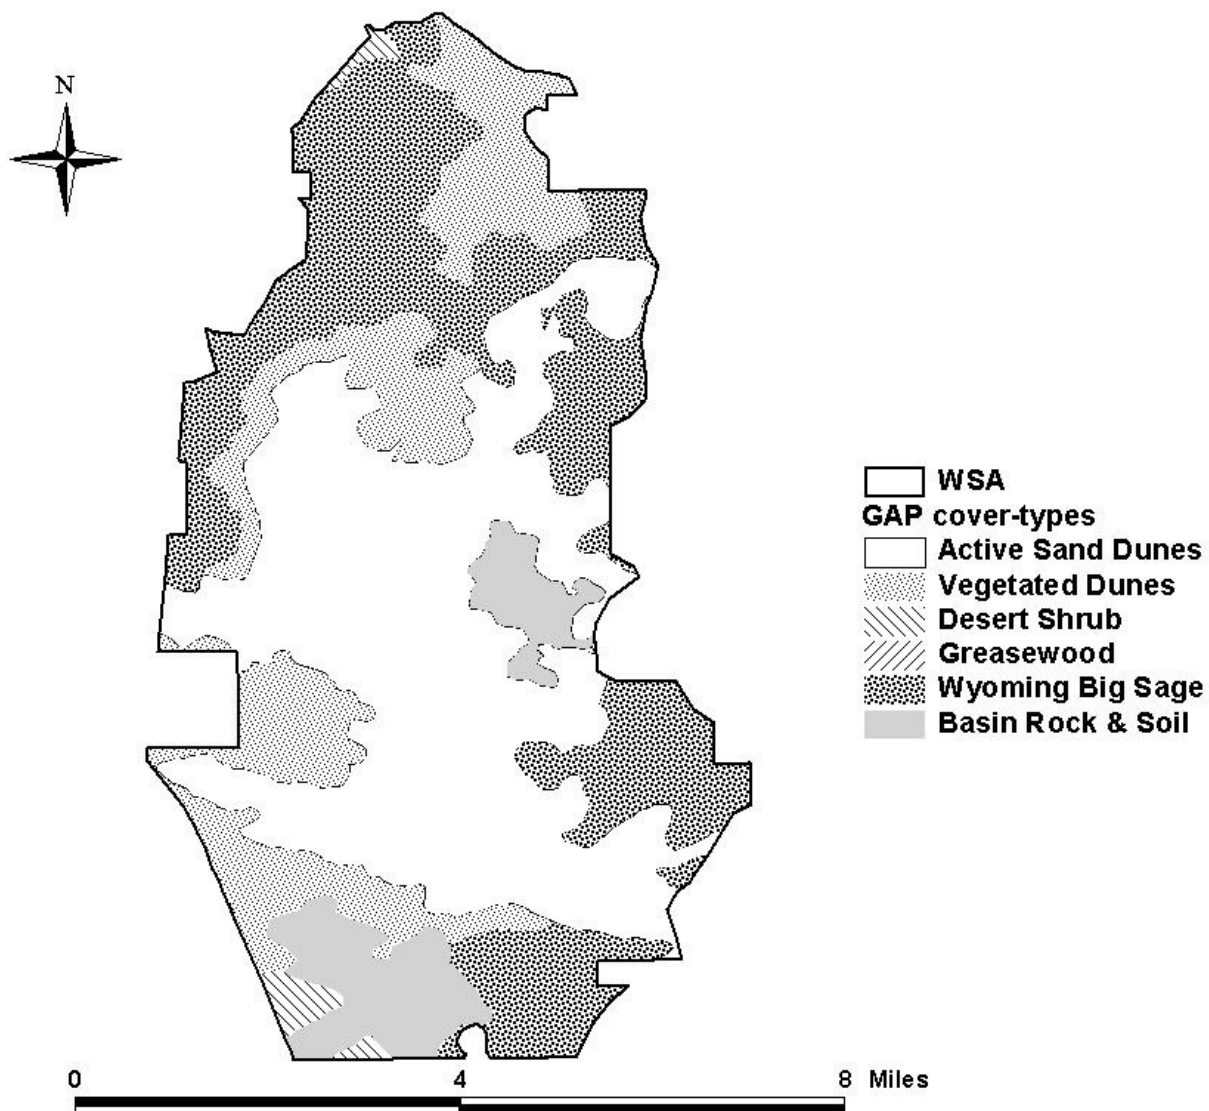 N
WSA
GAP cover-types
Active Sand Dunes
Vegetated Dunes
Desert Shrub
Greasewood
Wyoming Big Sage
Basin Rock & Soil
0 4 8 Miles